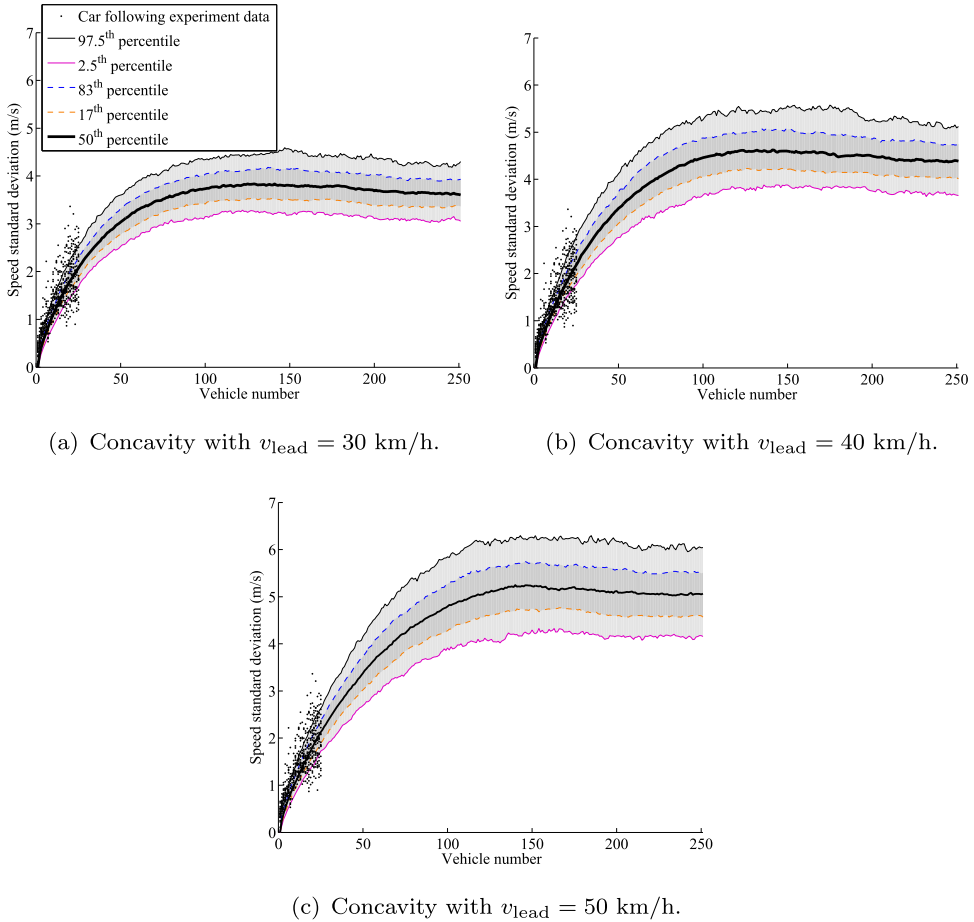 Car following experiment data
97.5th percentile
2.5th percentile
83th percentile
17th percentile
50th percentile
7
6
5
4
3
2
1
0
Speed standard deviation (m/s)
0 50 100 150 200 250
Vehicle number
(a) Concavity with vlead = 30 km/h.
7
6
5
4
3
2
1
0
Speed standard deviation (m/s)
0 50 100 150 200 250
Vehicle number
(b) Concavity with vlead = 40 km/h.
7
6
5
4
3
2
1
0
Speed standard deviation (m/s)
0 50 100 150 200 250
Vehicle number
(c) Concavity with vlead = 50 km/h.